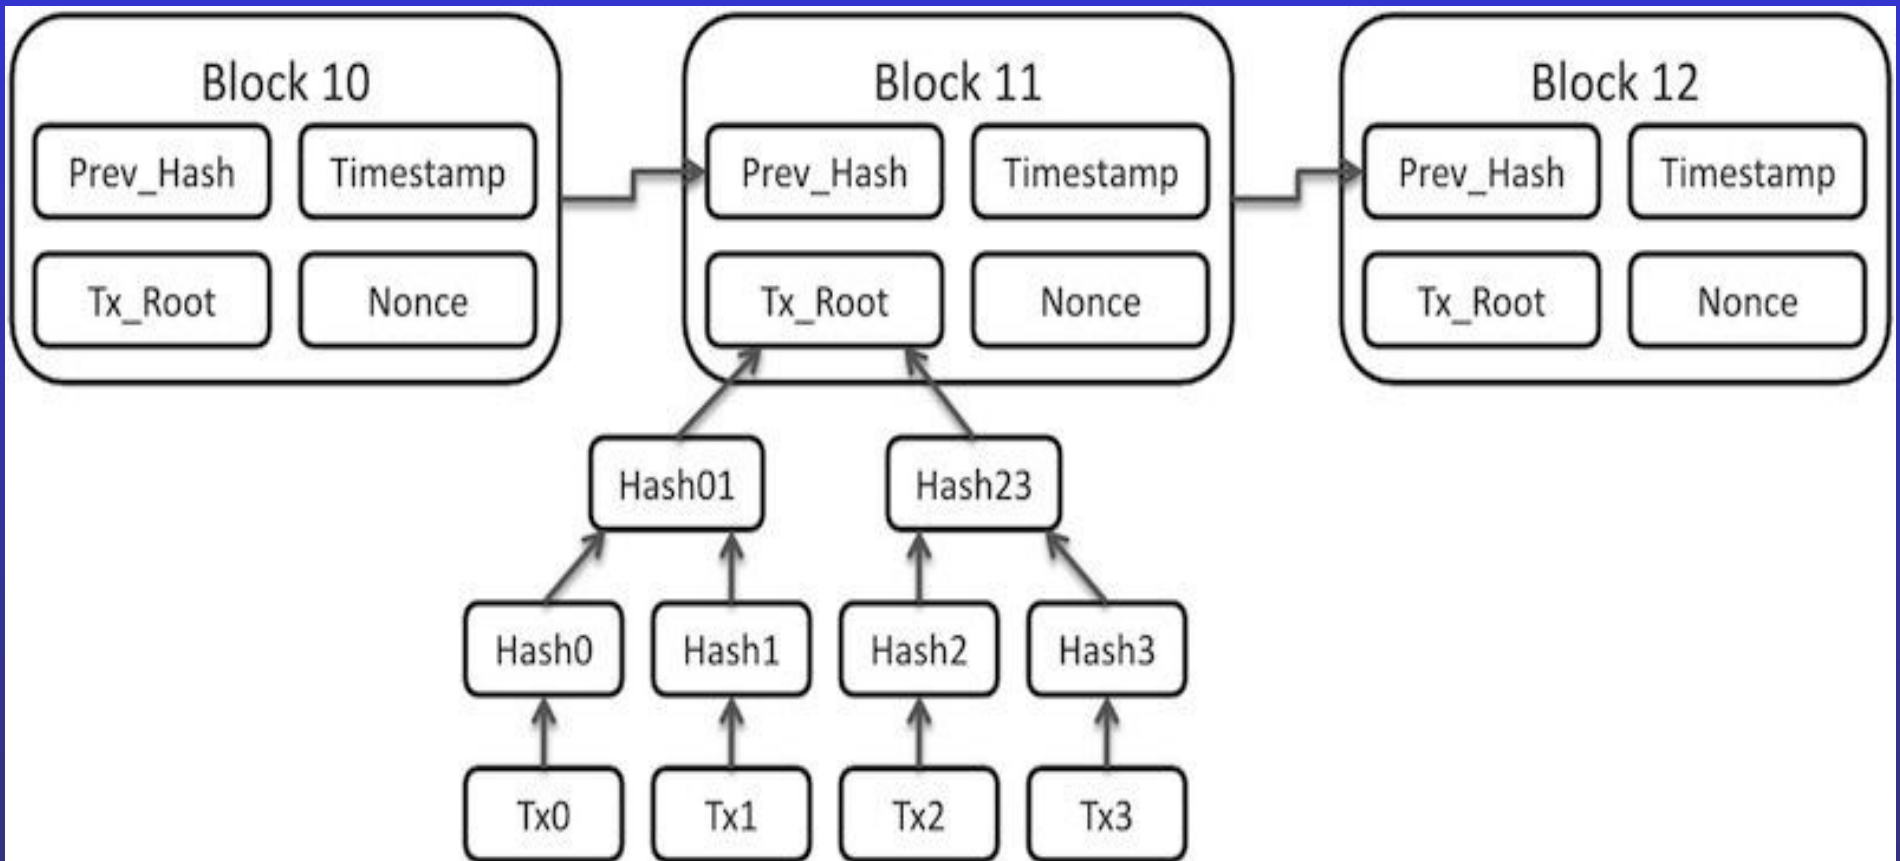 Block 10
Block 11
Block 12
Prev_Hash
Timestamp
Prev_Hash
Timestamp
Prev_Hash
Timestamp
Tx_Root
Nonce
Tx_Root
Nonce
Tx_Root
Nonce
Hash01
Hash23
Hash0
Hash1
Hash2
Hash3
Tx0
Tx1
Tx2
Tx3